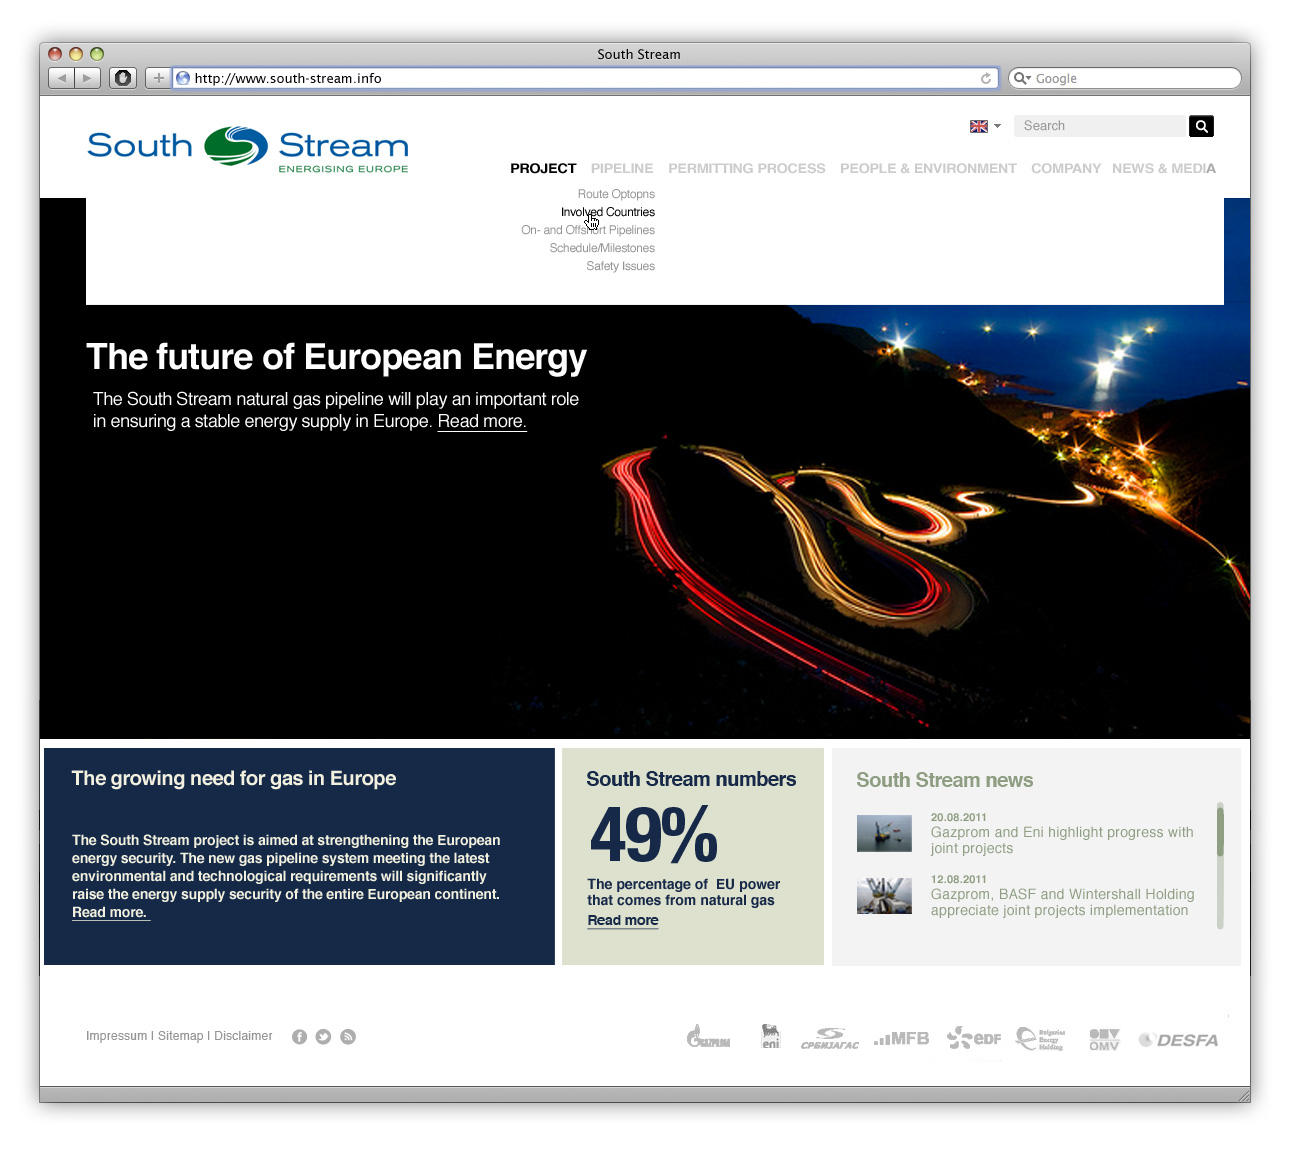 South Stream
http://www.south-stream.info
Google
South Stream
ENERGISING EUROPE
Search
PROJECT PIPELINE PERMITTING PROCESS PEOPLE & ENVIRONMENT COMPANY NEWS & MEDIA
Route Optopns
Involved Countries
On- and Offshort Pipelines
Schedule/Milestones
Safety Issues
The future of European Energy
The South Stream natural gas pipeline will play an important role
in ensuring a stable energy supply in Europe. Read more.
The growing need for gas in Europe
The South Stream project is aimed at strengthening the European
energy security. The new gas pipeline system meeting the latest
environmental and technological requirements will significantly
raise the energy supply security of the entire European continent.
Read more.
South Stream numbers
49%
The percentage of EU power
that comes from natural gas
Read more
South Stream news
20.08.2011
Gazprom and Eni highlight progress with
joint projects
12.08.2011
Gazprom, BASF and Wintershall Holding
appreciate joint projects implementation
Impressum | Sitemap | Disclaimer
GAZPROM
eni
СРБИЈАГАС
MFB
eDF
Bulgarian
Energy
Holding
OMV
DESFA